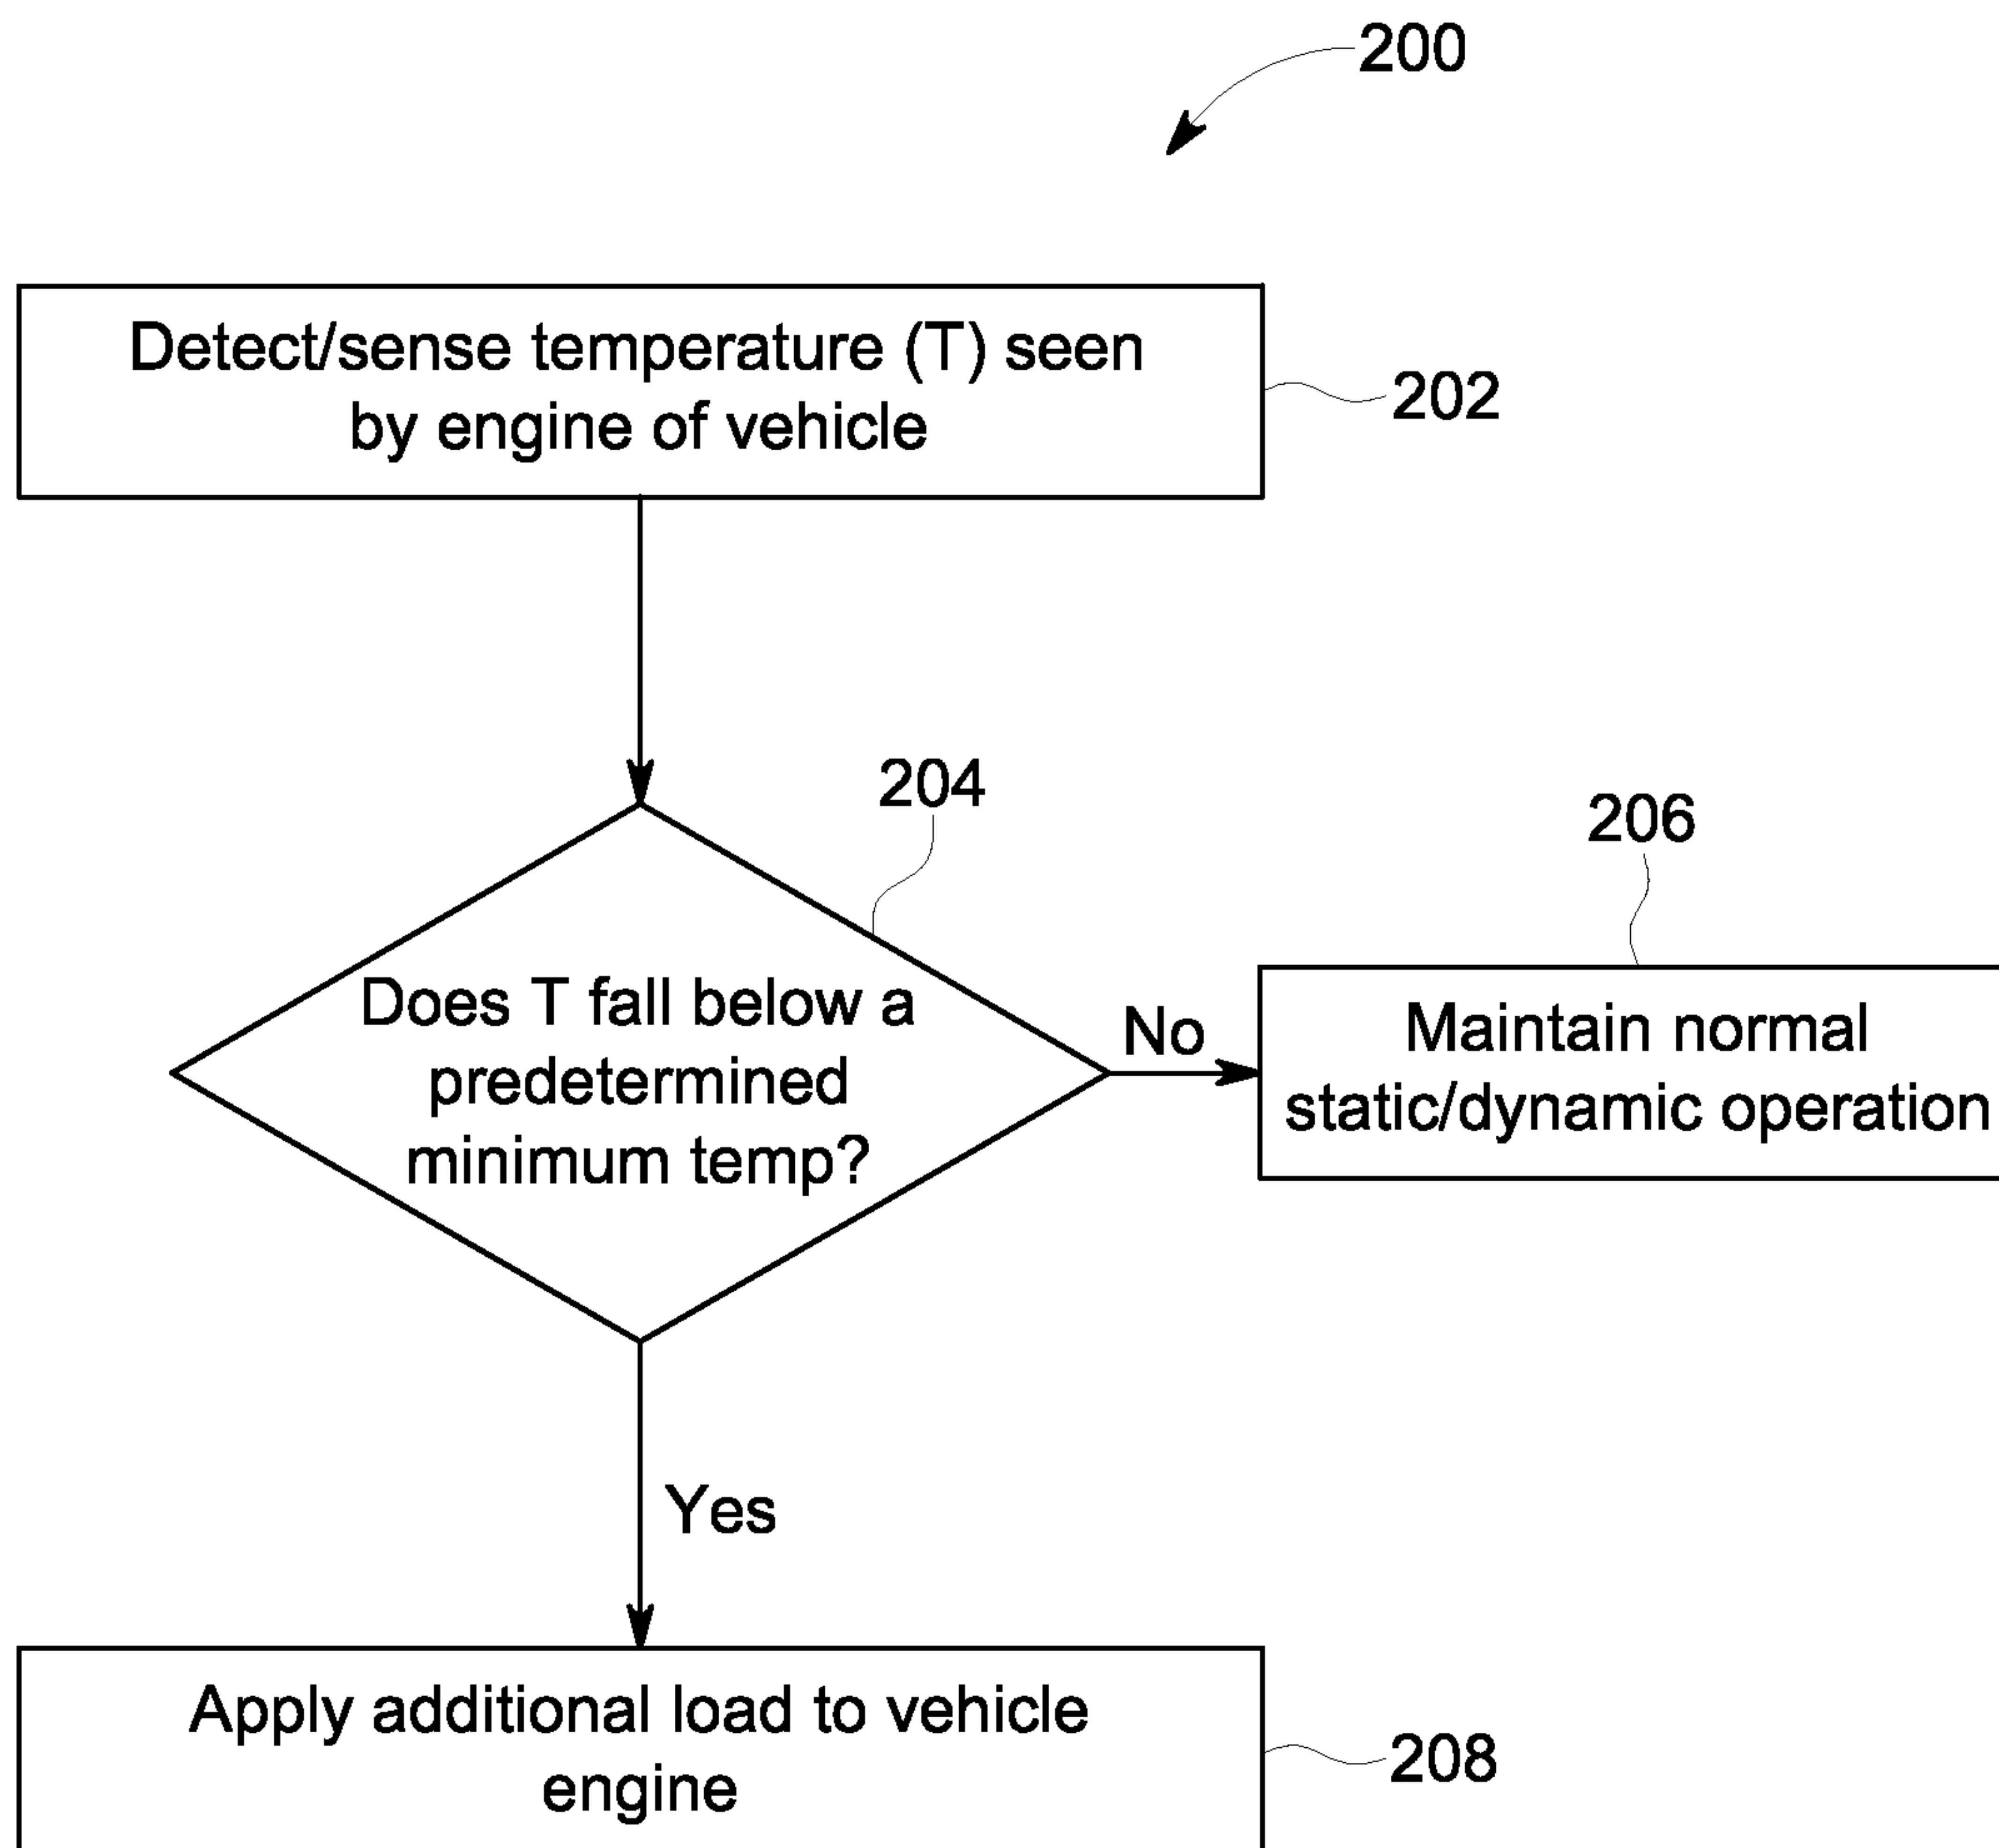 200
Detect/sense temperature (T) seen
by engine of vehicle
202
204
Does T fall below a
predetermined
minimum temp?
No
206
Maintain normal
static/dynamic operation
Yes
Apply additional load to vehicle
engine
208